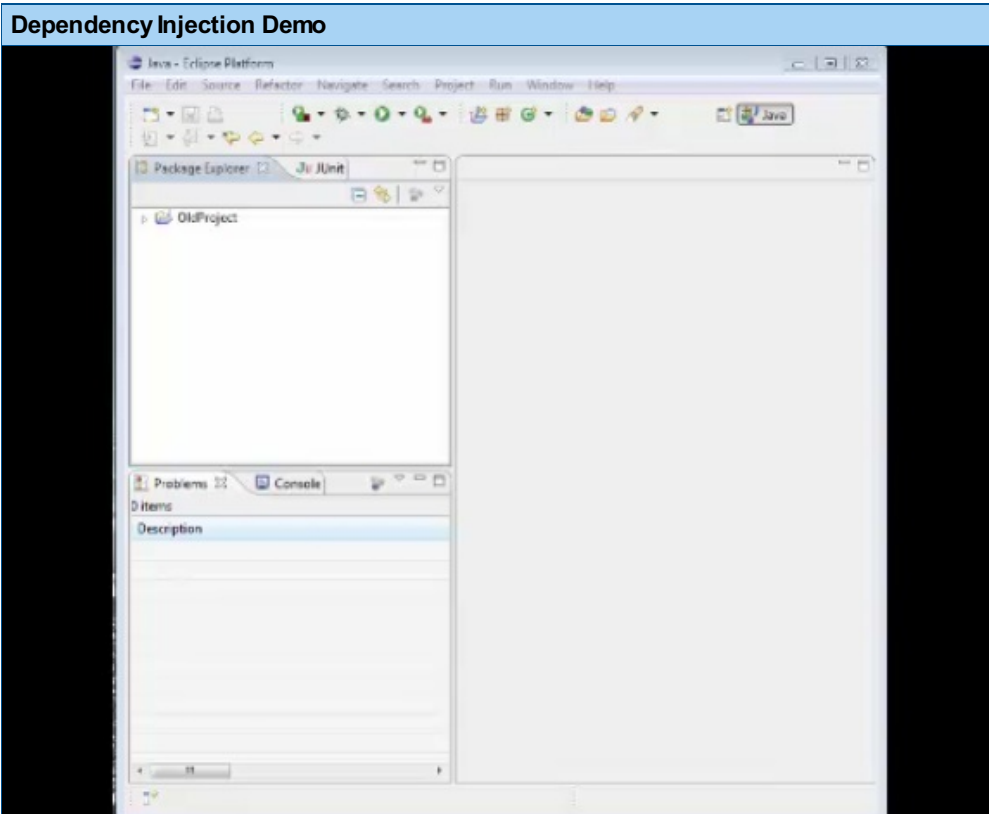 Dependency Injection Demo
Java - Eclipse Platform
File Edit Source Refactor Navigate Search Project Run Window Help
Java
Package Explorer JUnit
OldProject
Problems Console
0 items
Description